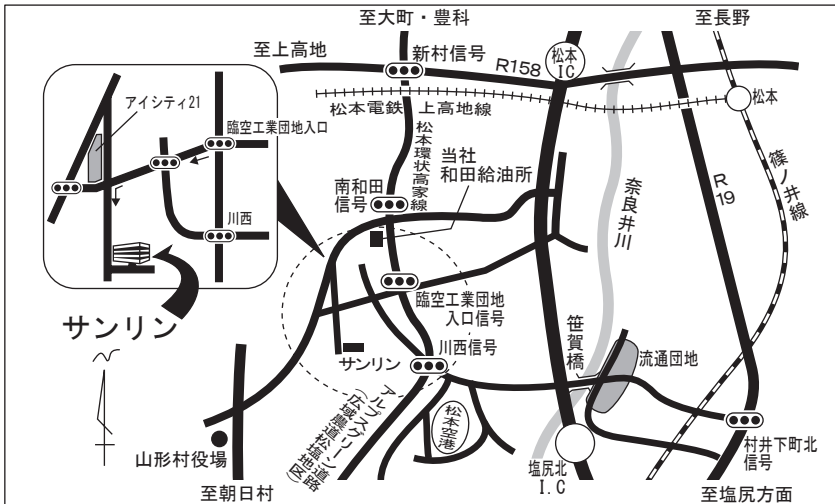 至大町・豊科
至長野
至上高地
新村信号
R158
松本
IC
松本電鉄 上高地線
松本
アイシティ21
臨空工業団地入口
川西
サンリン
松本環状高家線
当社
和田給油所
南和田
信号
奈良井川
R
19
篠ノ井線
臨空工業団地
入口信号
川西信号
サンリン
笹賀橋
流通団地
アルプスグリーン道路
(広域農道松塩地区)
松本空港
山形村役場
塩尻北
I.C
村井下町北
信号
至朝日村
至塩尻方面